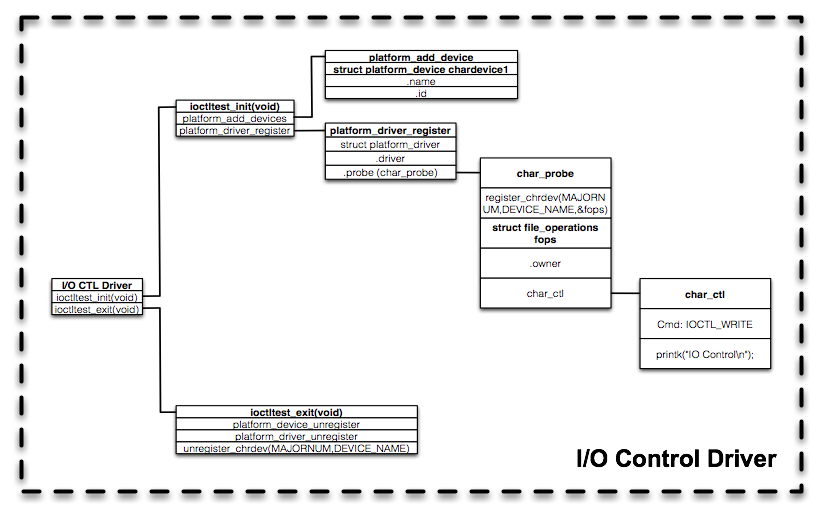 platform_add_device
struct platform_device chardevice1
.name
.id
ioctltest_init(void)
platform_add_devices
platform_driver_register
platform_driver_register
struct platform_driver
.driver
.probe (char_probe)
char_probe
register_chrdev(MAJORN
UM,DEVICE_NAME,&fops)
struct file_operations
fops
.owner
char_ctl
I/O CTL Driver
ioctltest_init(void)
ioctltest_exit(void)
char_ctl
Cmd: IOCTL_WRITE
printk("IO Control\n");
ioctltest_exit(void)
platform_device_unregister
platform_driver_unregister
unregister_chrdev(MAJORNUM,DEVICE_NAME)
I/O Control Driver